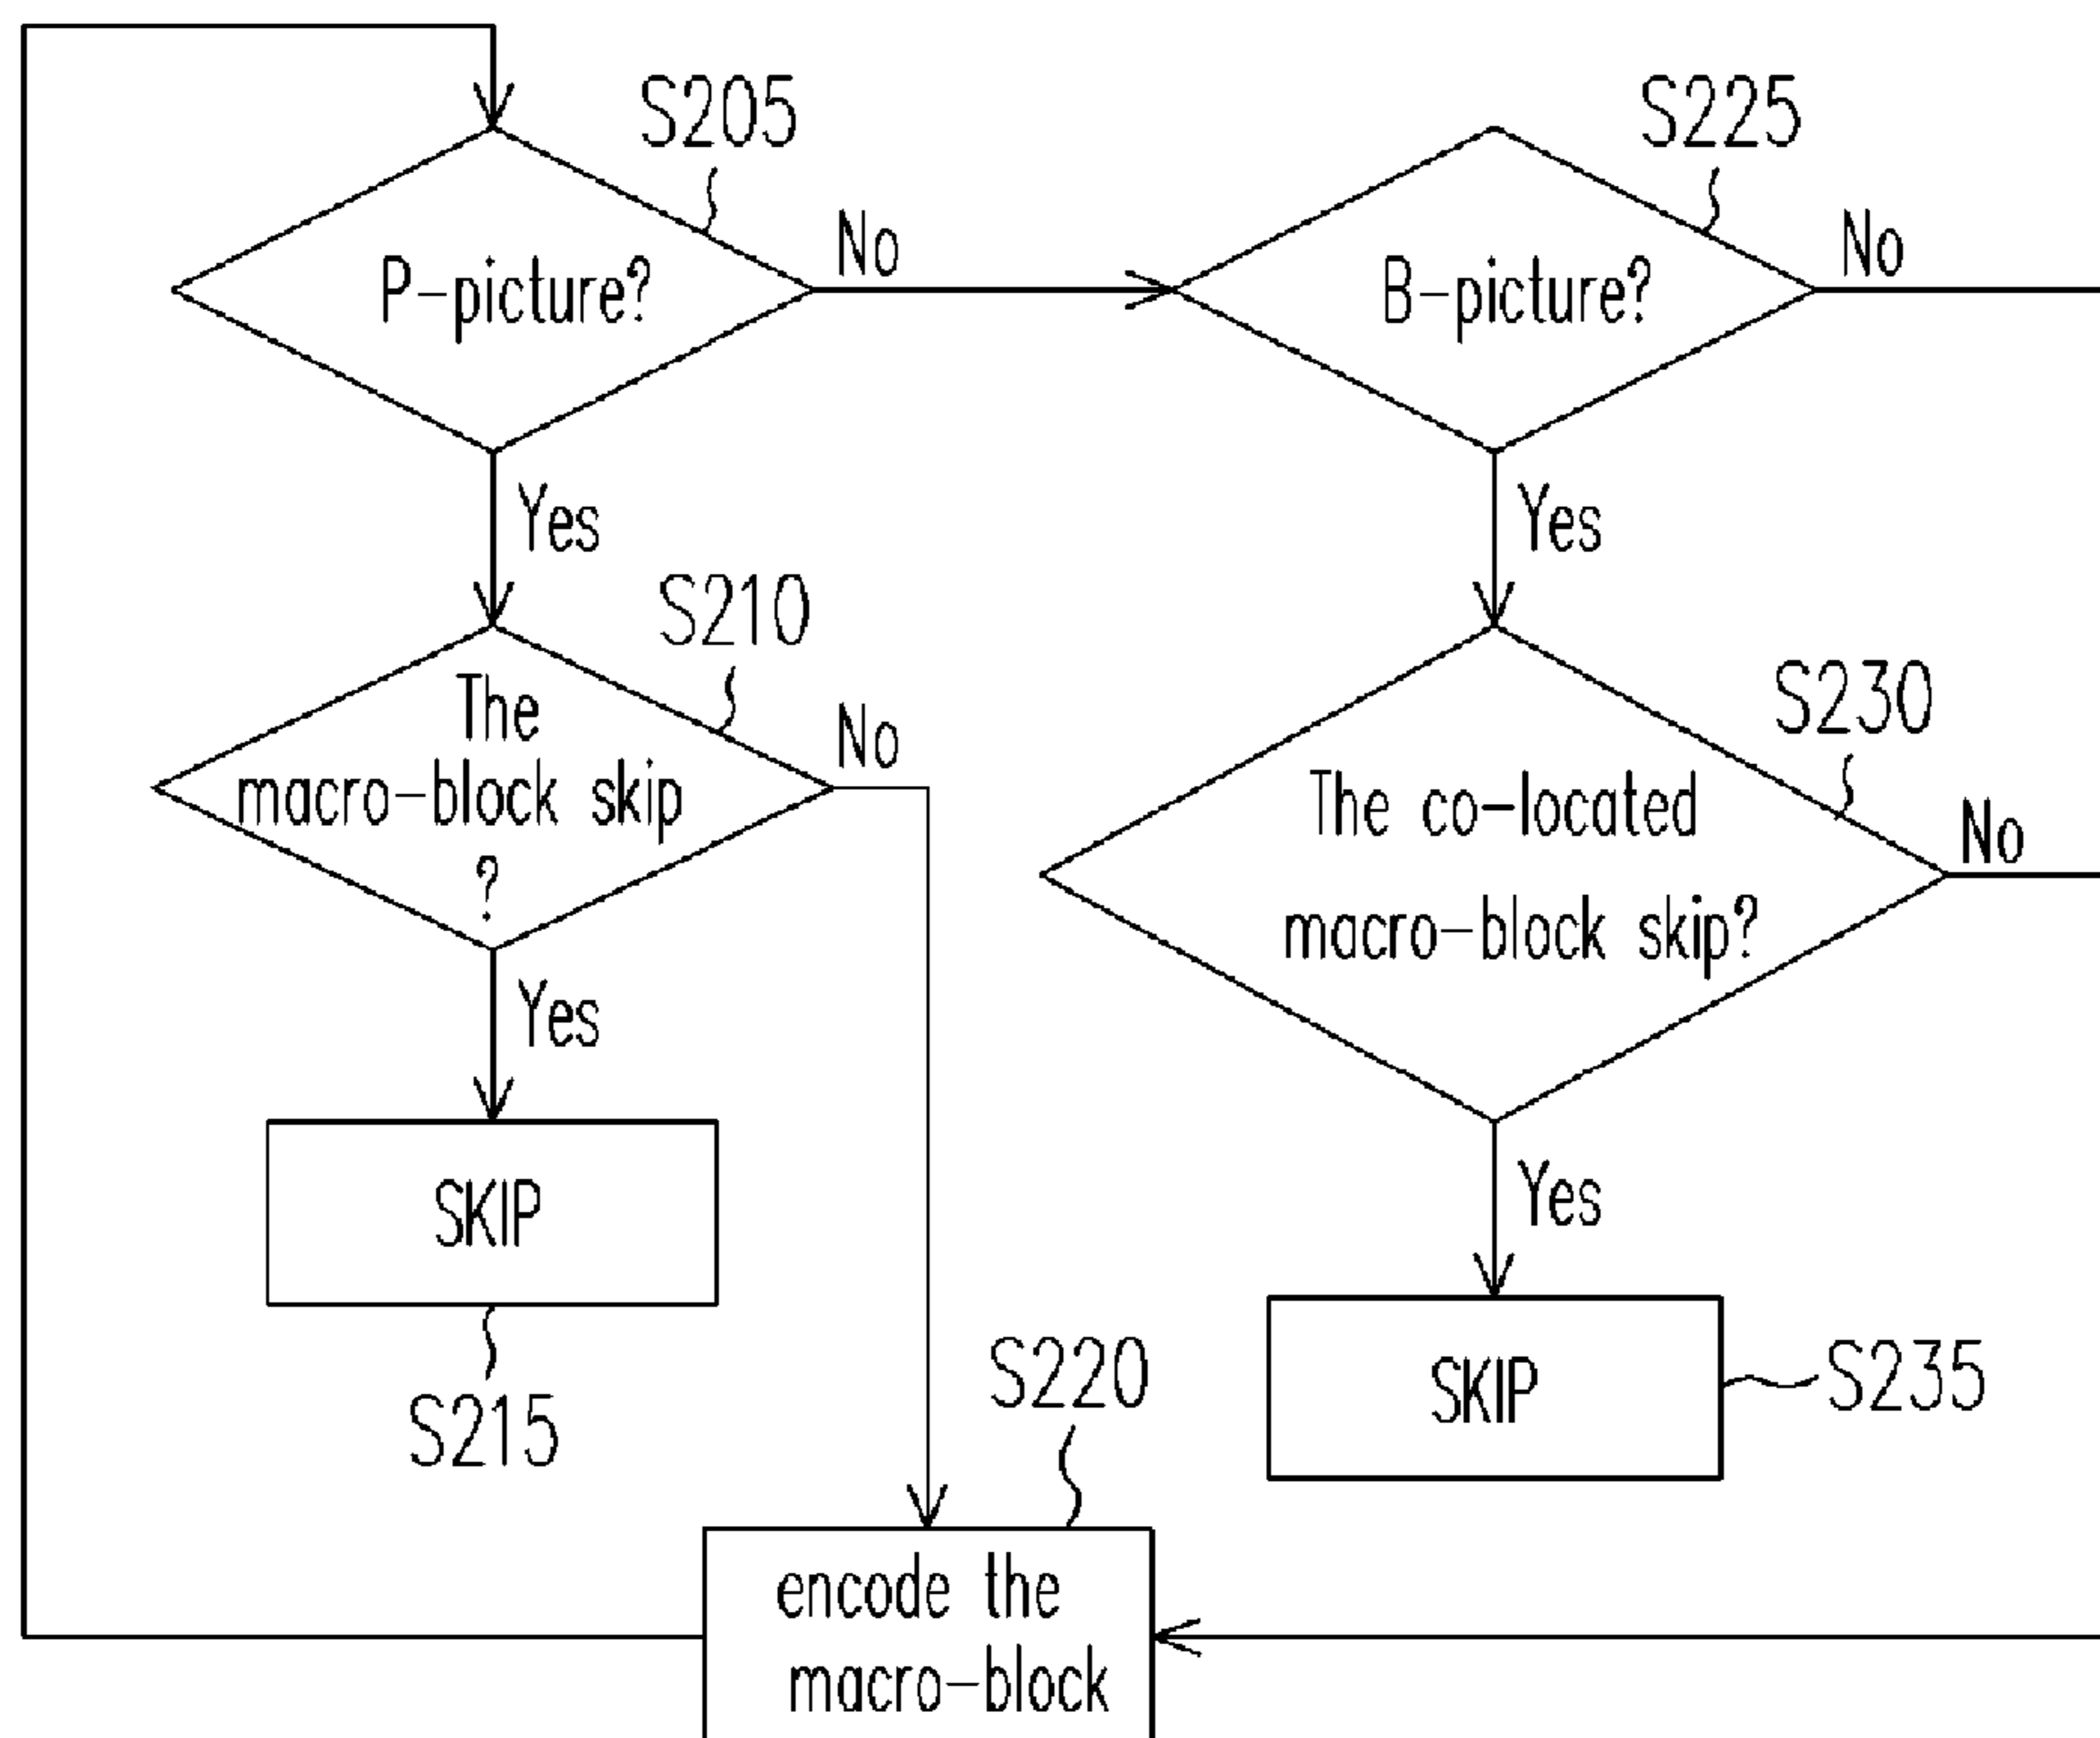 S205
S225
No
No
P-picture?
B-picture?
Yes
Yes
S210
S230
The
macro-block skip
?
No
The co-located
macro-block skip?
No
Yes
Yes
SKIP
S215
S220
SKIP
S235
encode the
macro-block